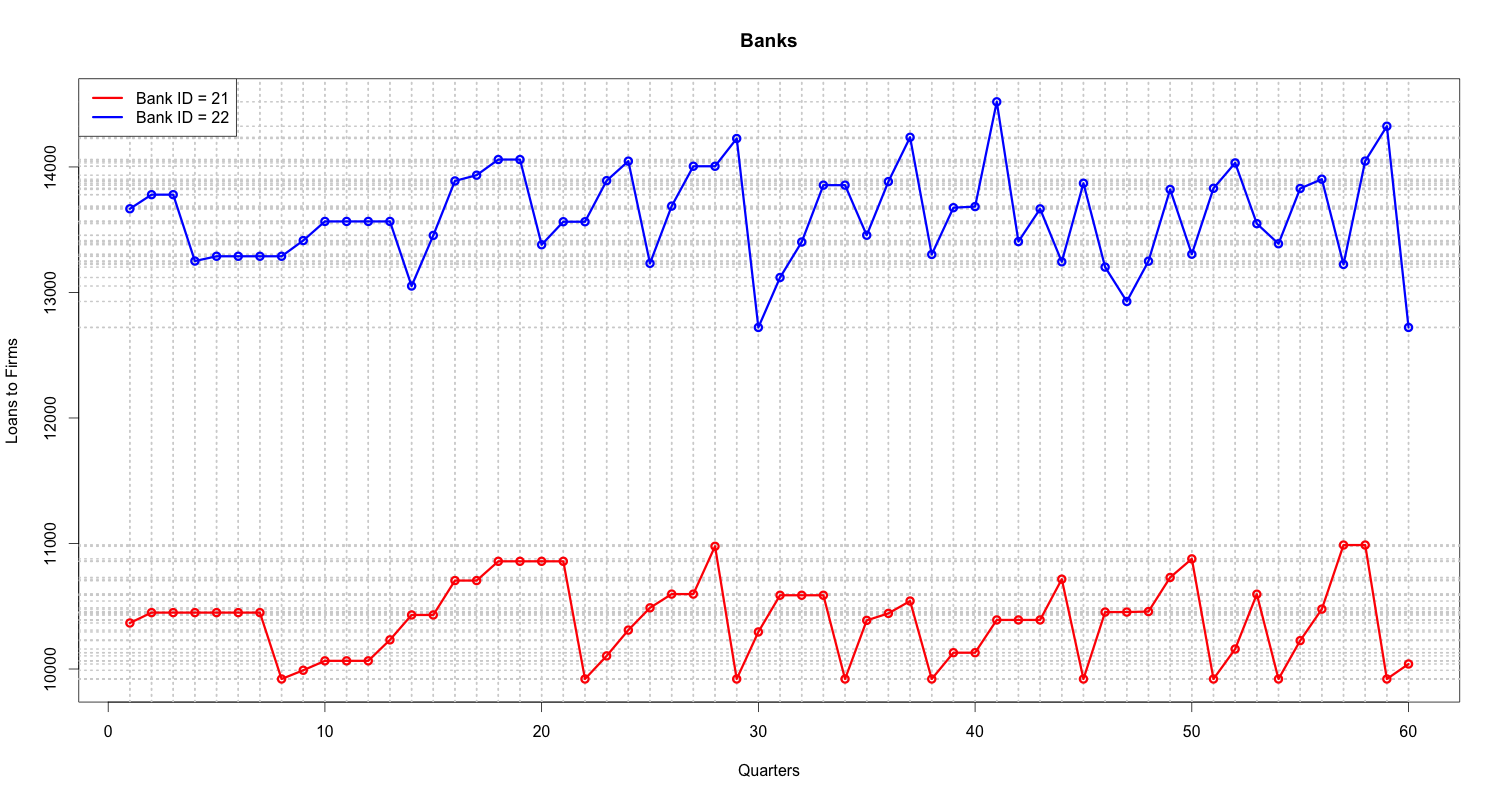 Banks
Bank ID = 21
Bank ID = 22
Loans to Firms
14000
13000
12000
11000
10000
0 10 20 30 40 50 60
Quarters